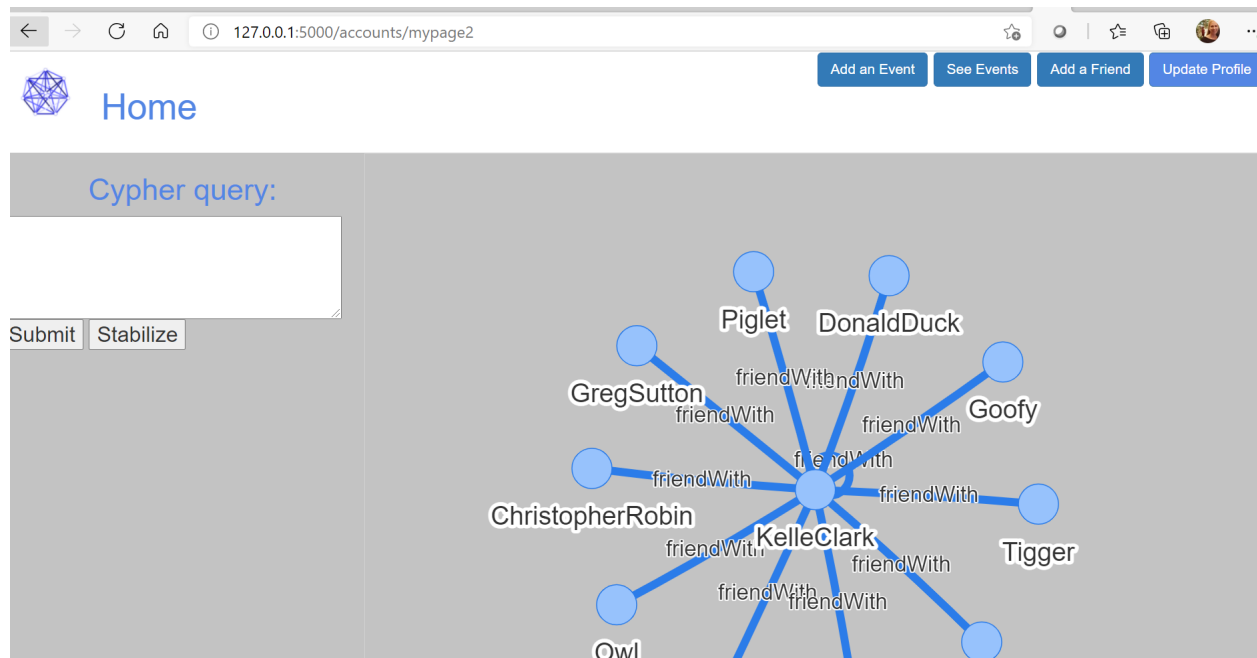 127.0.0.1:5000/accounts/mypage2
Add an Event
See Events
Add a Friend
Update Profile
Home
Cypher query:
Submit
Stabilize
Piglet
DonaldDuck
friendWith
friendWith
GregSutton
friendWith
Goofy
friendWith
friendWith
friendWith
friendWith
ChristopherRobin
KelleClark
friendWith
Tigger
friendWith
friendWith
friendWith
Owl